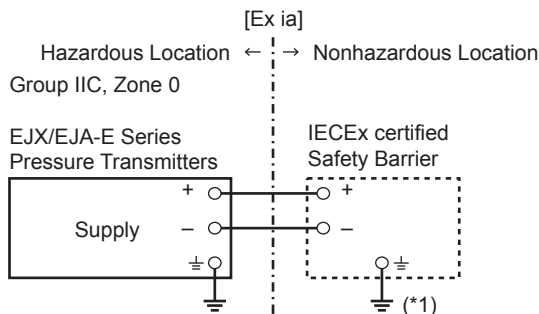 [Ex ia]
Hazardous Location ← → Nonhazardous Location
Group IIC, Zone 0
EJX/EJA-E Series
Pressure Transmitters
IECEx certified
Safety Barrier
+
Supply
–
+
–
(*1)